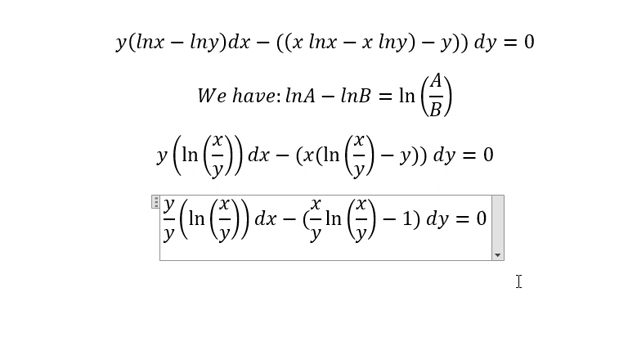 y(lnx − lny)dx − ((x lnx − x lny) − y)) dy = 0
We have: lnA − lnB = ln(A/B)
y(ln(x/y)) dx − (x(ln(x/y) − y)) dy = 0
y/y(ln(x/y)) dx − (x/y ln(x/y) − 1) dy = 0